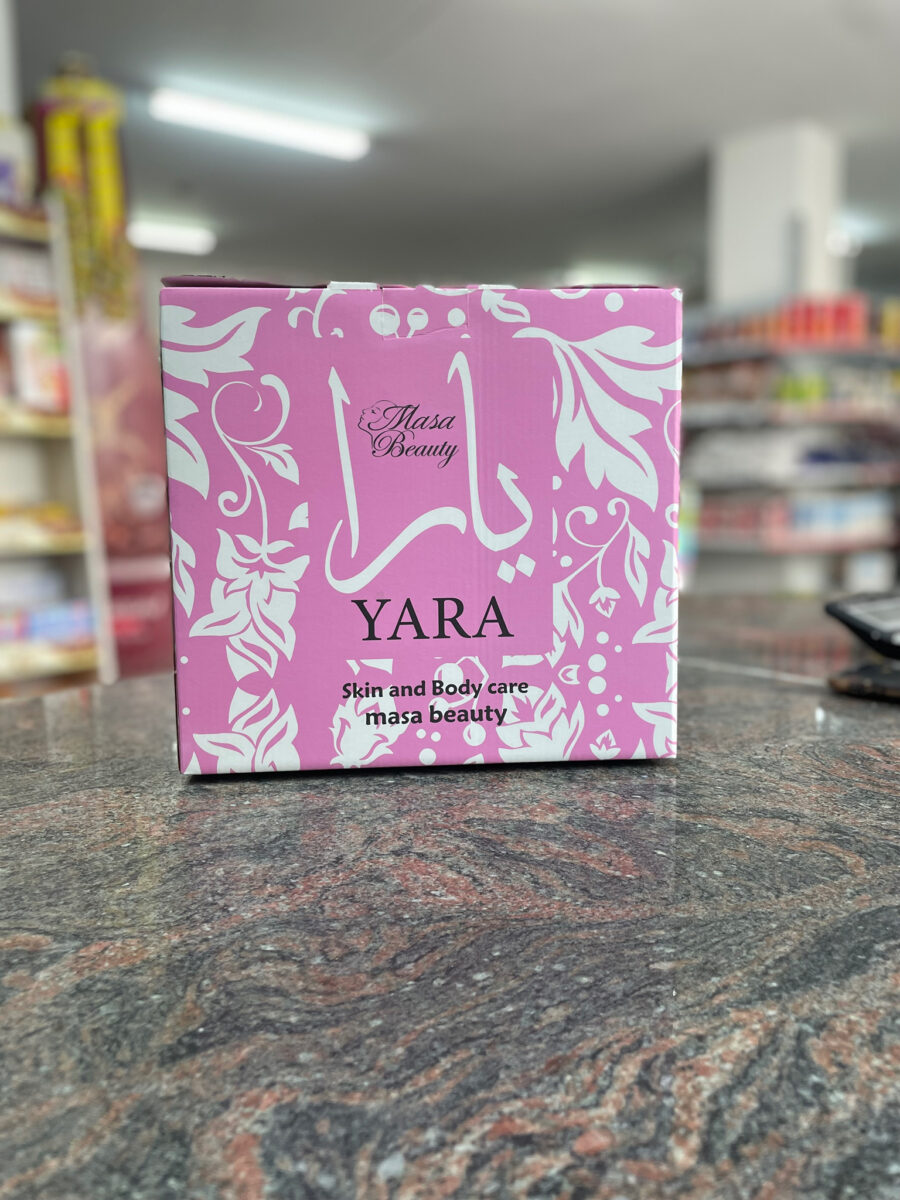 Masa
Beauty
يارا
YARA
Skin and Body care
masa beauty